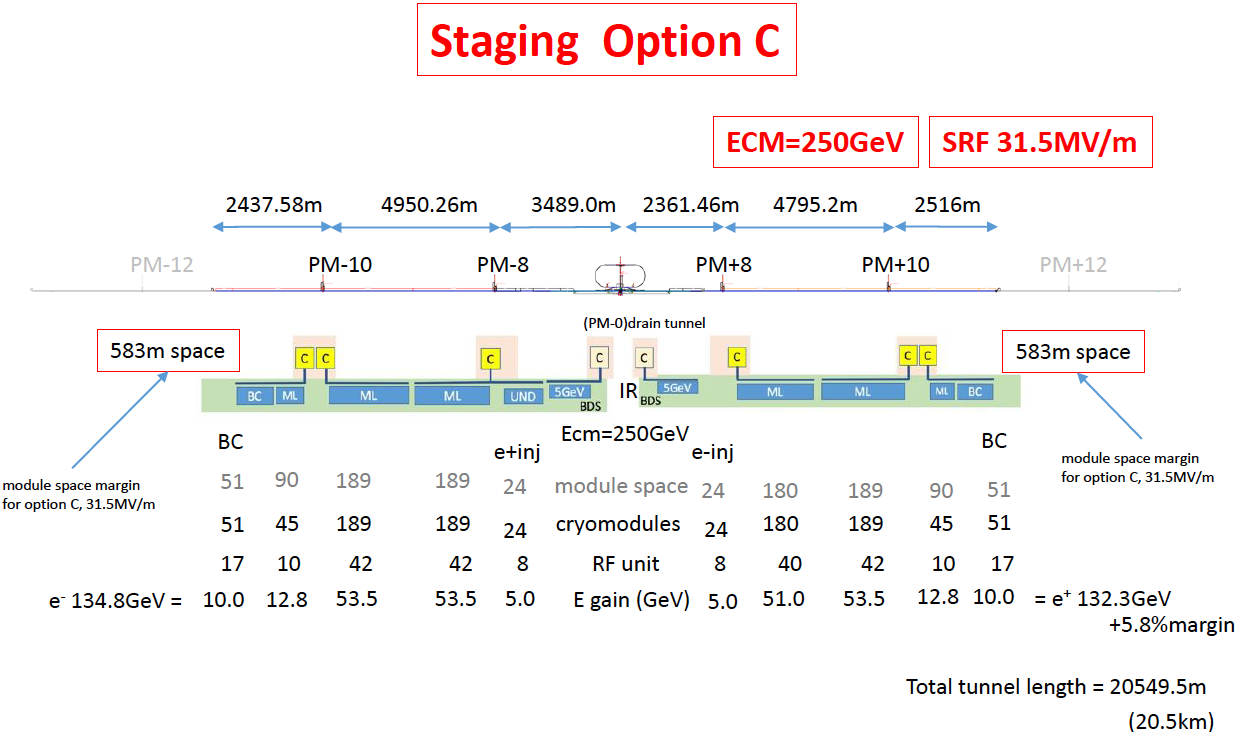 Staging Option C
ECM=250GeV SRF 31.5MV/m
2437.58m 4950.26m 3489.0m 2361.46m 4795.2m 2516m
PM-12 PM-10 PM-8 PM+8 PM+10 PM+12
(PM-0)drain tunnel
583m space 583m space
C C C C C C C C
BC ML ML ML UND 5GeV BDS IR BDS 5GeV ML ML ML BC
Ecm=250GeV
BC e+inj e-inj BC
module space margin
for option C, 31.5MV/m
module space margin
for option C, 31.5MV/m
51 90 189 189 24 module space 24 180 189 90 51
51 45 189 189 24 cryomodules 24 180 189 45 51
17 10 42 42 8 RF unit 8 40 42 10 17
e- 134.8GeV = 10.0 12.8 53.5 53.5 5.0 E gain (GeV) 5.0 51.0 53.5 12.8 10.0 = e+ 132.3GeV
+5.8%margin
Total tunnel length = 20549.5m
(20.5km)